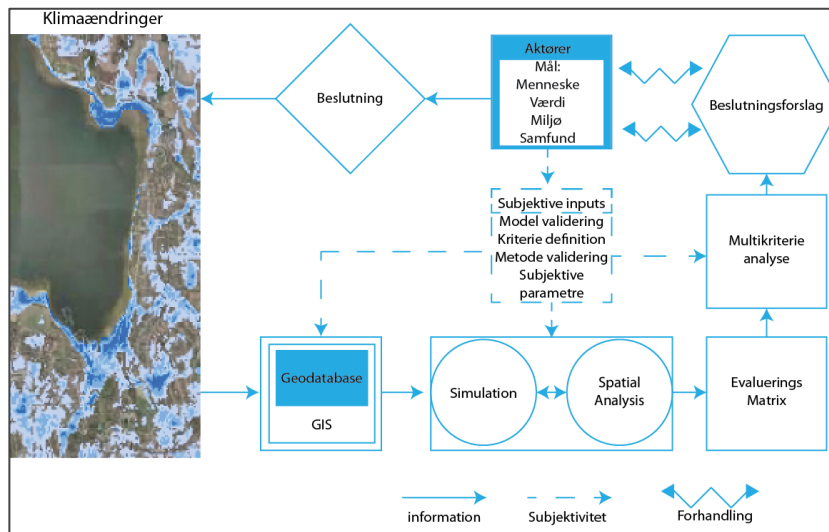 Klimaændringer
Beslutning
Aktører
Mål:
Menneske
Værdi
Miljø
Samfund
Beslutningsforslag
Subjektive inputs
Model validering
Kriterie definition
Metode validering
Subjektive
parametre
Multikriterie
analyse
Geodatabase
GIS
Simulation
Spatial
Analysis
Evaluerings
Matrix
information
Subjektivitet
Forhandling